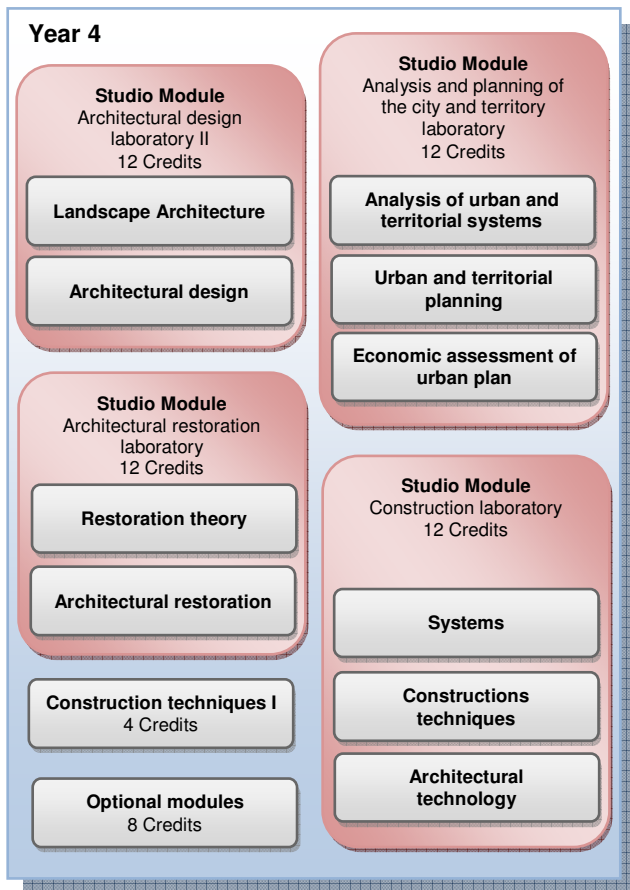 Year 4
Studio Module
Architectural design
laboratory II
12 Credits
Landscape Architecture
Architectural design
Studio Module
Analysis and planning of
the city and territory
laboratory
12 Credits
Analysis of urban and
territorial systems
Urban and territorial
planning
Economic assessment of
urban plan
Studio Module
Architectural restoration
laboratory
12 Credits
Restoration theory
Architectural restoration
Studio Module
Construction laboratory
12 Credits
Systems
Constructions
techniques
Architectural
technology
Construction techniques I
4 Credits
Optional modules
8 Credits